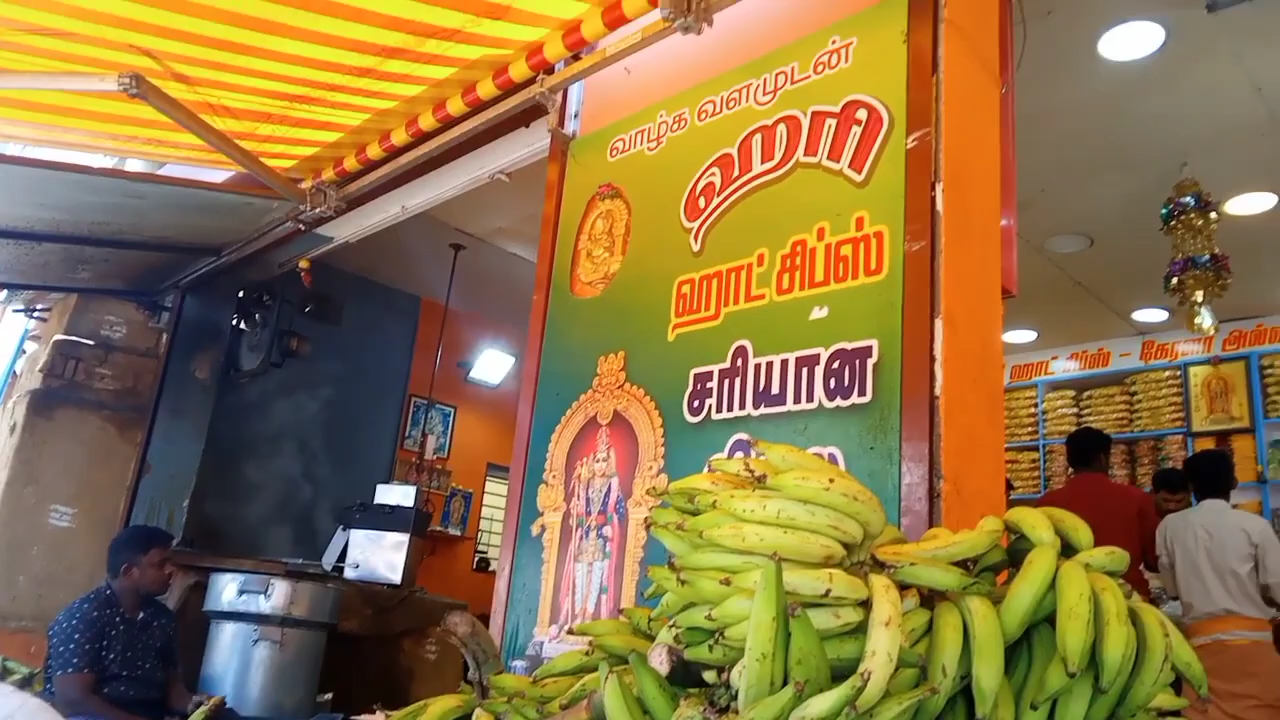 வாழ்க வளமுடன்
ஹரி
ஹாட் சிப்ஸ்
சரியான
ஹாட் சிப்ஸ் - கேரளா